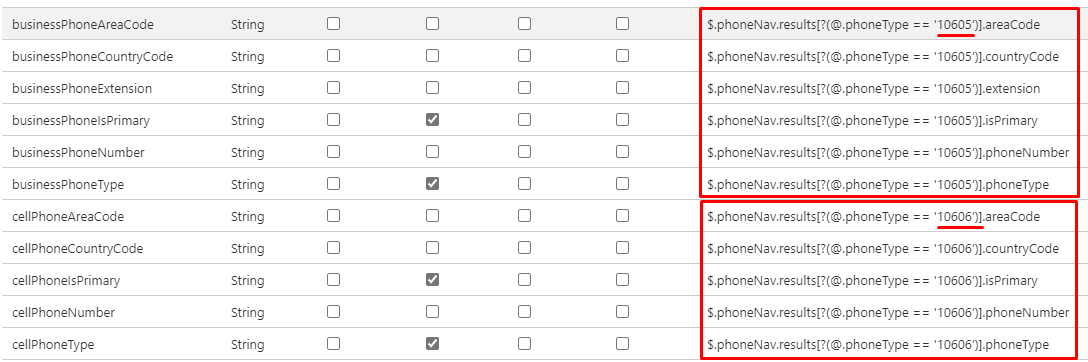 businessPhoneAreaCode String $.phoneNav.results[?(@.phoneType == '10605')].areaCode
businessPhoneCountryCode String $.phoneNav.results[?(@.phoneType == '10605')].countryCode
businessPhoneExtension String $.phoneNav.results[?(@.phoneType == '10605')].extension
businessPhoneIsPrimary String $.phoneNav.results[?(@.phoneType == '10605')].isPrimary
businessPhoneNumber String $.phoneNav.results[?(@.phoneType == '10605')].phoneNumber
businessPhoneType String $.phoneNav.results[?(@.phoneType == '10605')].phoneType
cellPhoneAreaCode String $.phoneNav.results[?(@.phoneType == '10606')].areaCode
cellPhoneCountryCode String $.phoneNav.results[?(@.phoneType == '10606')].countryCode
cellPhoneIsPrimary String $.phoneNav.results[?(@.phoneType == '10606')].isPrimary
cellPhoneNumber String $.phoneNav.results[?(@.phoneType == '10606')].phoneNumber
cellPhoneType String $.phoneNav.results[?(@.phoneType == '10606')].phoneType